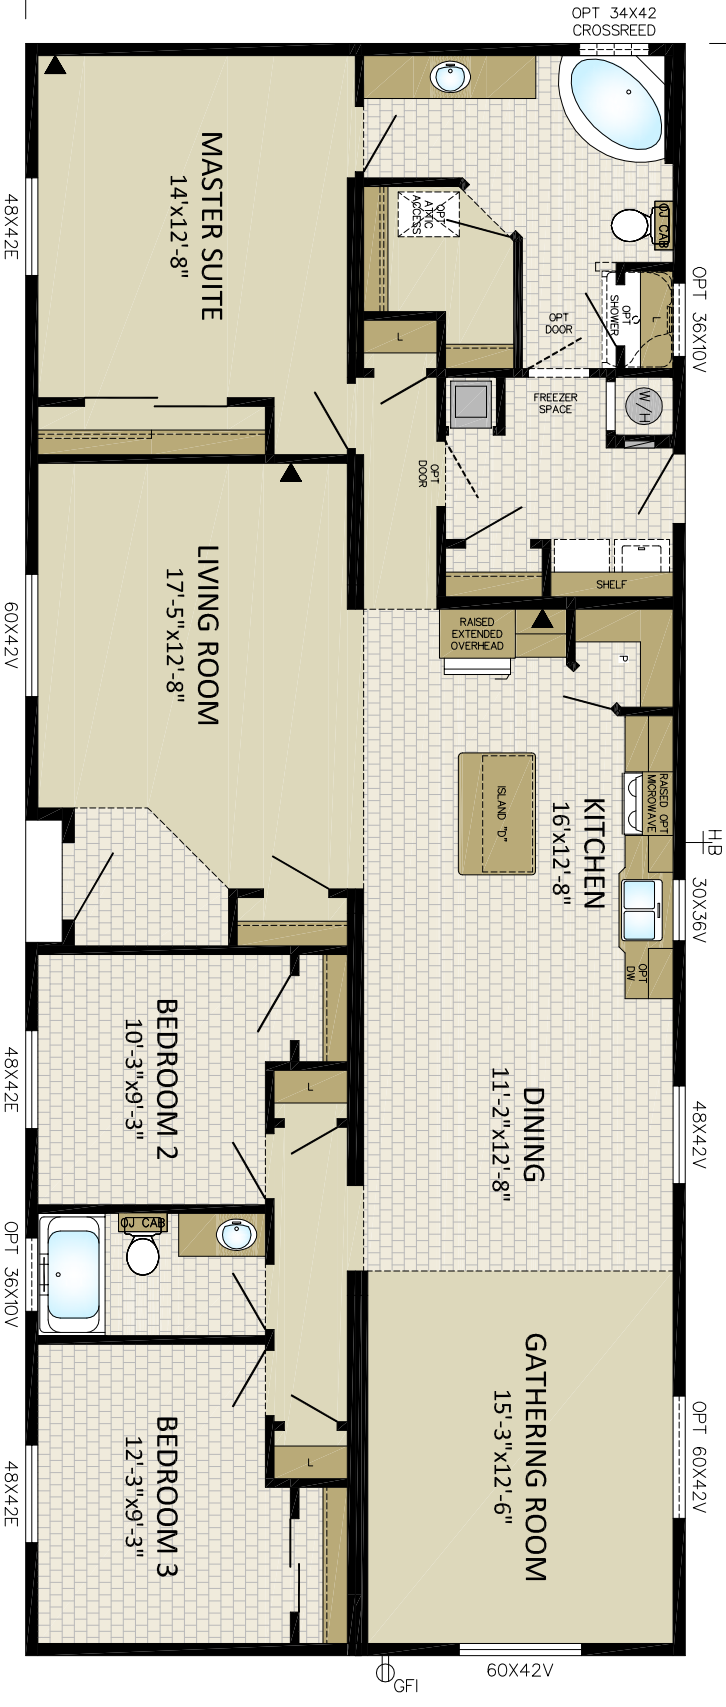 OPT 34X42
CROSSREED
MASTER SUITE
14'x12'-8"
48X42E
OPT
ATTIC
ACCESS
OJ CAB
OPT 36X10V
L
S
OPT
SHOWER
L
OPT
DOOR
FREEZER
SPACE
W/H
OPT
DOOR
SHELF
LIVING ROOM
17'-5"x12'-8"
60X42V
RAISED
EXTENDED
OVERHEAD
P
RAISED OPT
MICROWAVE
ISLAND "D"
KITCHEN
16'x12'-8"
H.B
30X36V
OPT
DW
BEDROOM 2
10'-3"x9'-3"
48X42E
L
DINING
11'-2"x12'-8"
48X42V
OJ CAB
OPT 36X10V
GATHERING ROOM
15'-3"x12'-6"
OPT 60X42V
BEDROOM 3
12'-3"x9'-3"
48X42E
L
60X42V
GFI